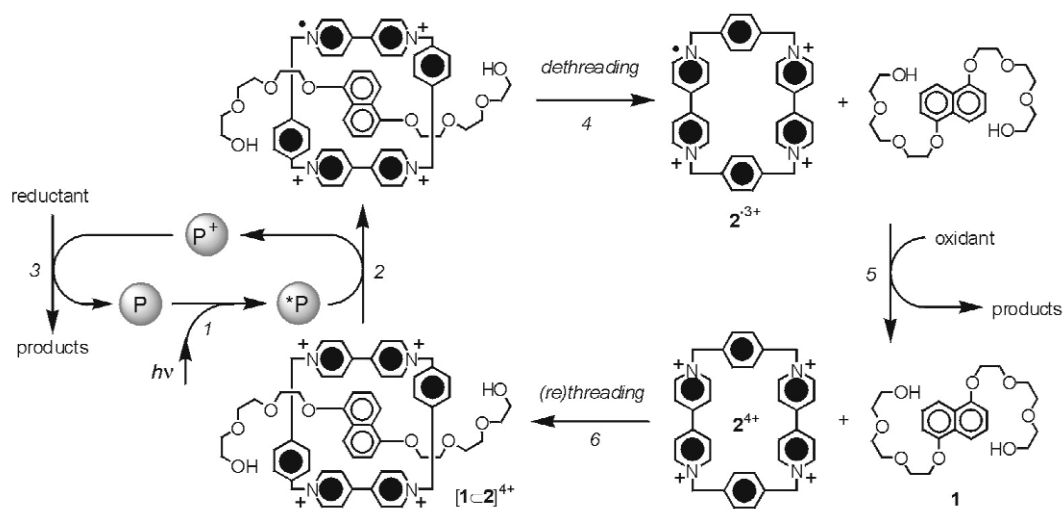 N N+
HO
O O O O
HO O O O
+N N+
dethreading
4
N N+
+N N+
2•3+
+
OH O O O
O O O HO
reductant
P+
3
2
P
*P
1
products
hν
oxidant
5
products
+N N+
HO
O O O O
OH O O O
+N N+
[1⊂2]4+
(re)threading
6
+N N+
24+
+N N+
+
OH O O O
O O O HO
1